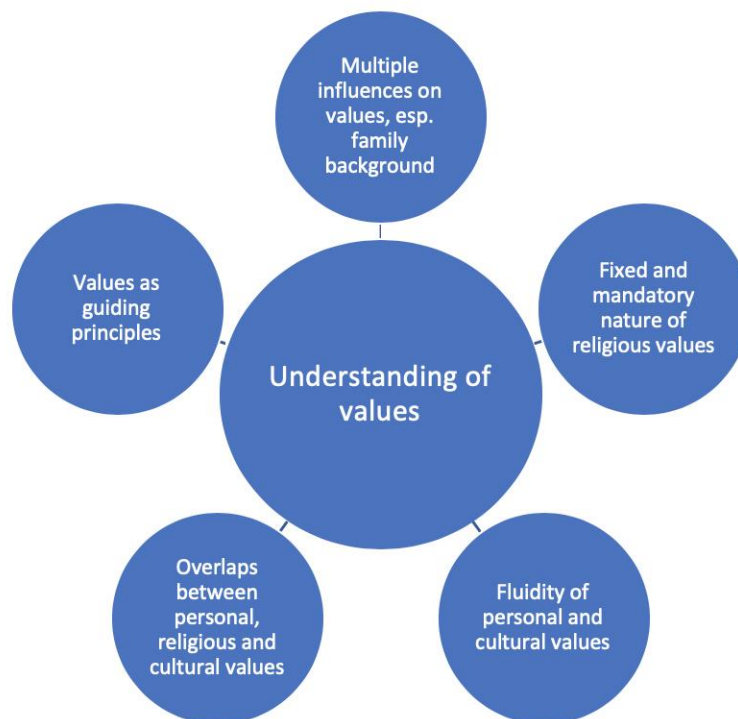 Multiple
influences on
values, esp.
family
background
Values as
guiding
principles
Fixed and
mandatory
nature of
religious values
Understanding of
values
Overlaps
between
personal,
religious and
cultural values
Fluidity of
personal and
cultural values